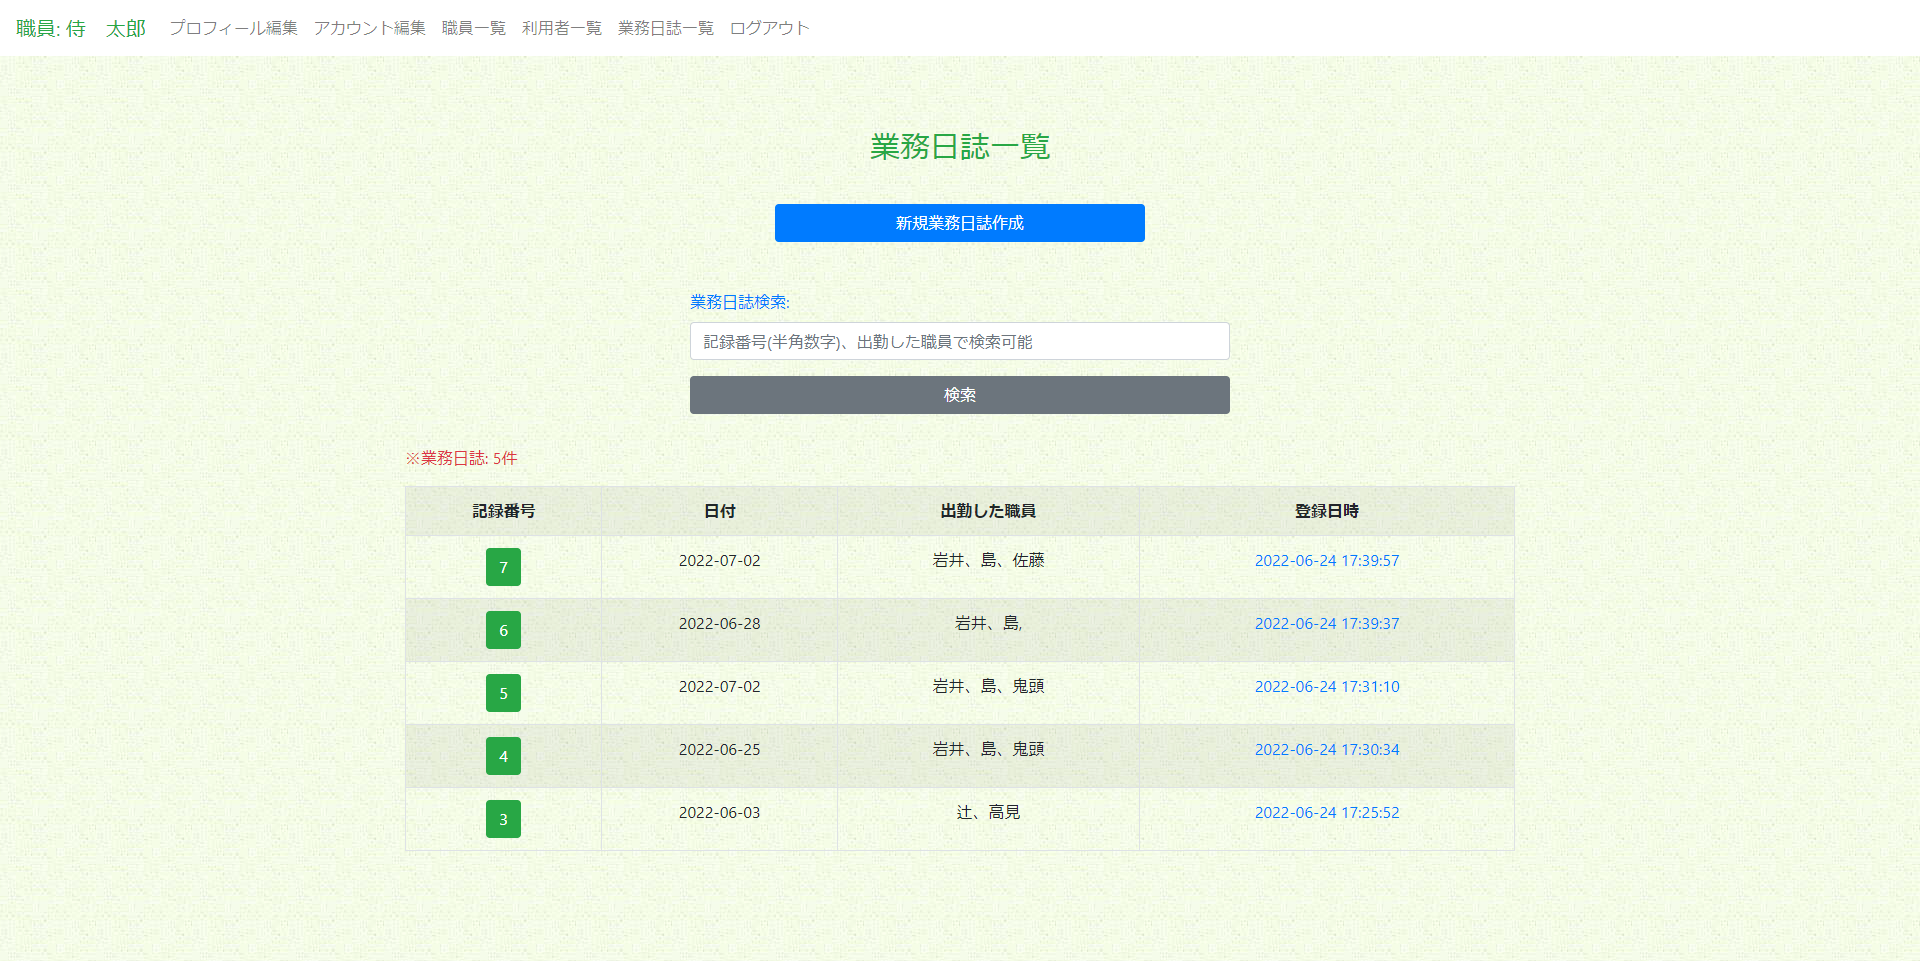 職員: 侍　太郎 プロフィール編集 アカウント編集 職員一覧 利用者一覧 業務日誌一覧 ログアウト
業務日誌一覧
新規業務日誌作成
業務日誌検索:
記録番号(半角数字)、出勤した職員で検索可能
検索
※業務日誌: 5件
記録番号 日付 出勤した職員 登録日時
7 2022-07-02 岩井、島、佐藤 2022-06-24 17:39:57
6 2022-06-28 岩井、島, 2022-06-24 17:39:37
5 2022-07-02 岩井、島、鬼頭 2022-06-24 17:31:10
4 2022-06-25 岩井、島、鬼頭 2022-06-24 17:30:34
3 2022-06-03 辻、高見 2022-06-24 17:25:52